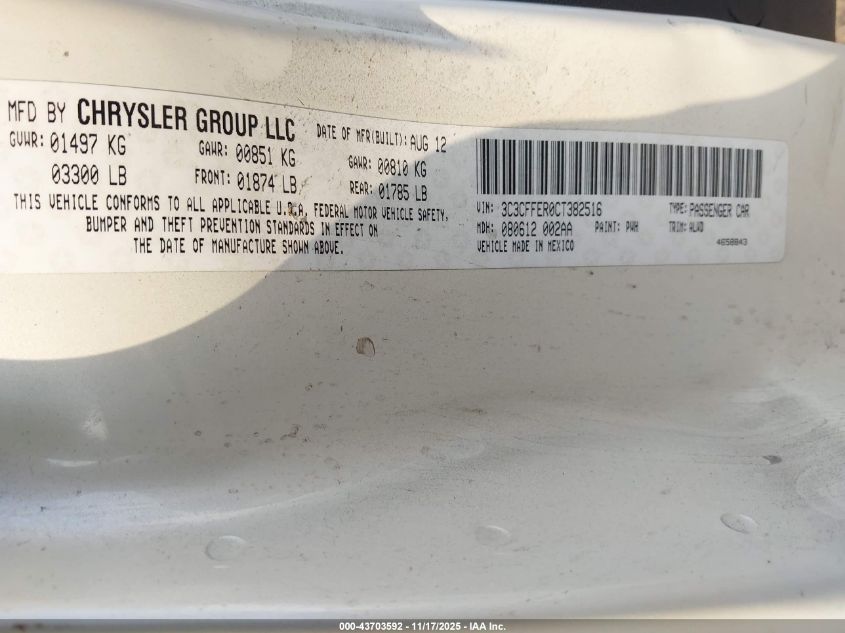 MFD BY CHRYSLER GROUP LLC
DATE OF MFR(BUILT): AUG 12
GVWR: 01497 KG
GAWR: 00851 KG
GAWR: 00810 KG
03300 LB
FRONT: 01874 LB
REAR: 01785 LB
THIS VEHICLE CONFORMS TO ALL APPLICABLE U.S.A. FEDERAL MOTOR VEHICLE SAFETY,
BUMPER AND THEFT PREVENTION STANDARDS IN EFFECT ON
THE DATE OF MANUFACTURE SHOWN ABOVE.
VIN: 3C3CFFER0CT382516
TYPE: PASSENGER CAR
MDH: 080612 002AA
PAINT: PWH
TRIM: ALWD
VEHICLE MADE IN MEXICO
4658843
000-43703592 - 11/17/2025 - IAA Inc.